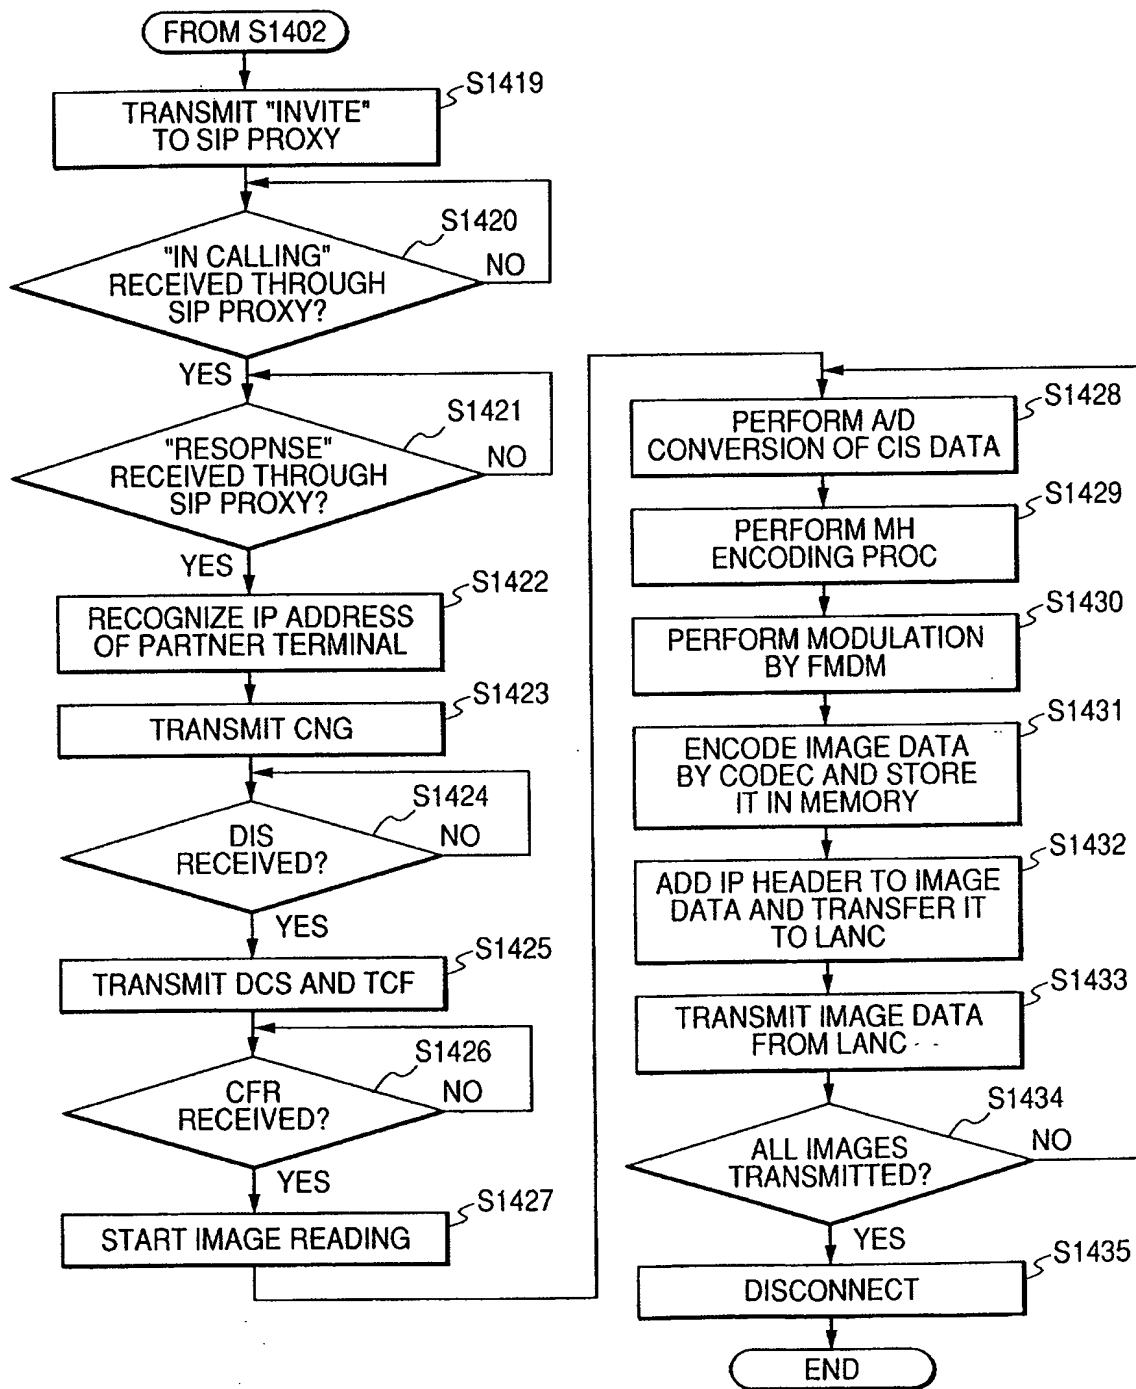 FROM S1402
S1419
TRANSMIT "INVITE"
TO SIP PROXY
S1420
"IN CALLING"
RECEIVED THROUGH
SIP PROXY?
NO
YES
S1421
"RESOPNSE"
RECEIVED THROUGH
SIP PROXY?
NO
YES
S1422
RECOGNIZE IP ADDRESS
OF PARTNER TERMINAL
S1423
TRANSMIT CNG
S1424
DIS
RECEIVED?
NO
YES
S1425
TRANSMIT DCS AND TCF
S1426
CFR
RECEIVED?
NO
YES
S1427
START IMAGE READING
S1428
PERFORM A/D
CONVERSION OF CIS DATA
S1429
PERFORM MH
ENCODING PROC
S1430
PERFORM MODULATION
BY FMDM
S1431
ENCODE IMAGE DATA
BY CODEC AND STORE
IT IN MEMORY
S1432
ADD IP HEADER TO IMAGE
DATA AND TRANSFER IT
TO LANC
S1433
TRANSMIT IMAGE DATA
FROM LANC
S1434
ALL IMAGES
TRANSMITTED?
NO
YES
S1435
DISCONNECT
END